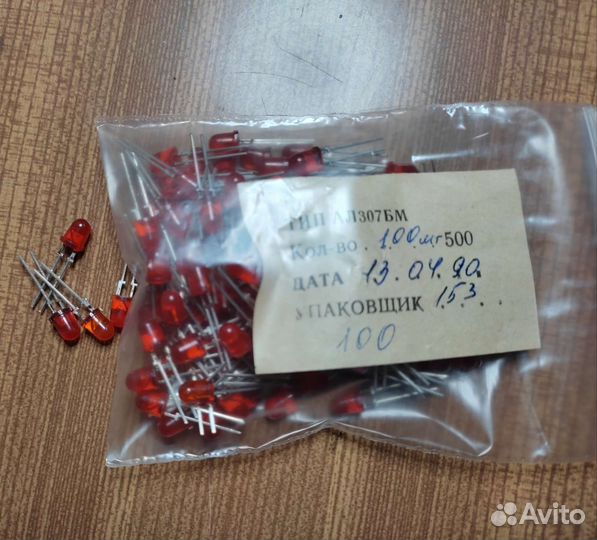 ТИП АЛ307БМ
Кол-во . 100 шт 500
ДАТА 13.04.90.
УПАКОВЩИК 153
100
Avito